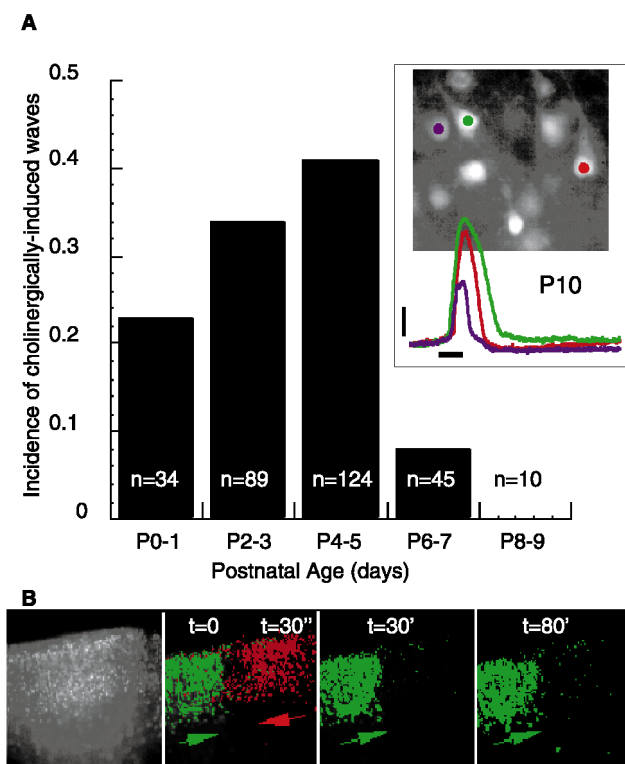 A
Incidence of cholinergically-induced waves
0.5
0.4
0.3
0.2
0.1
0
n=34
n=89
n=124
n=45
n=10
P0-1
P2-3
P4-5
P6-7
P8-9
Postnatal Age (days)
P10
B
t=0
t=30"
t=30'
t=80'